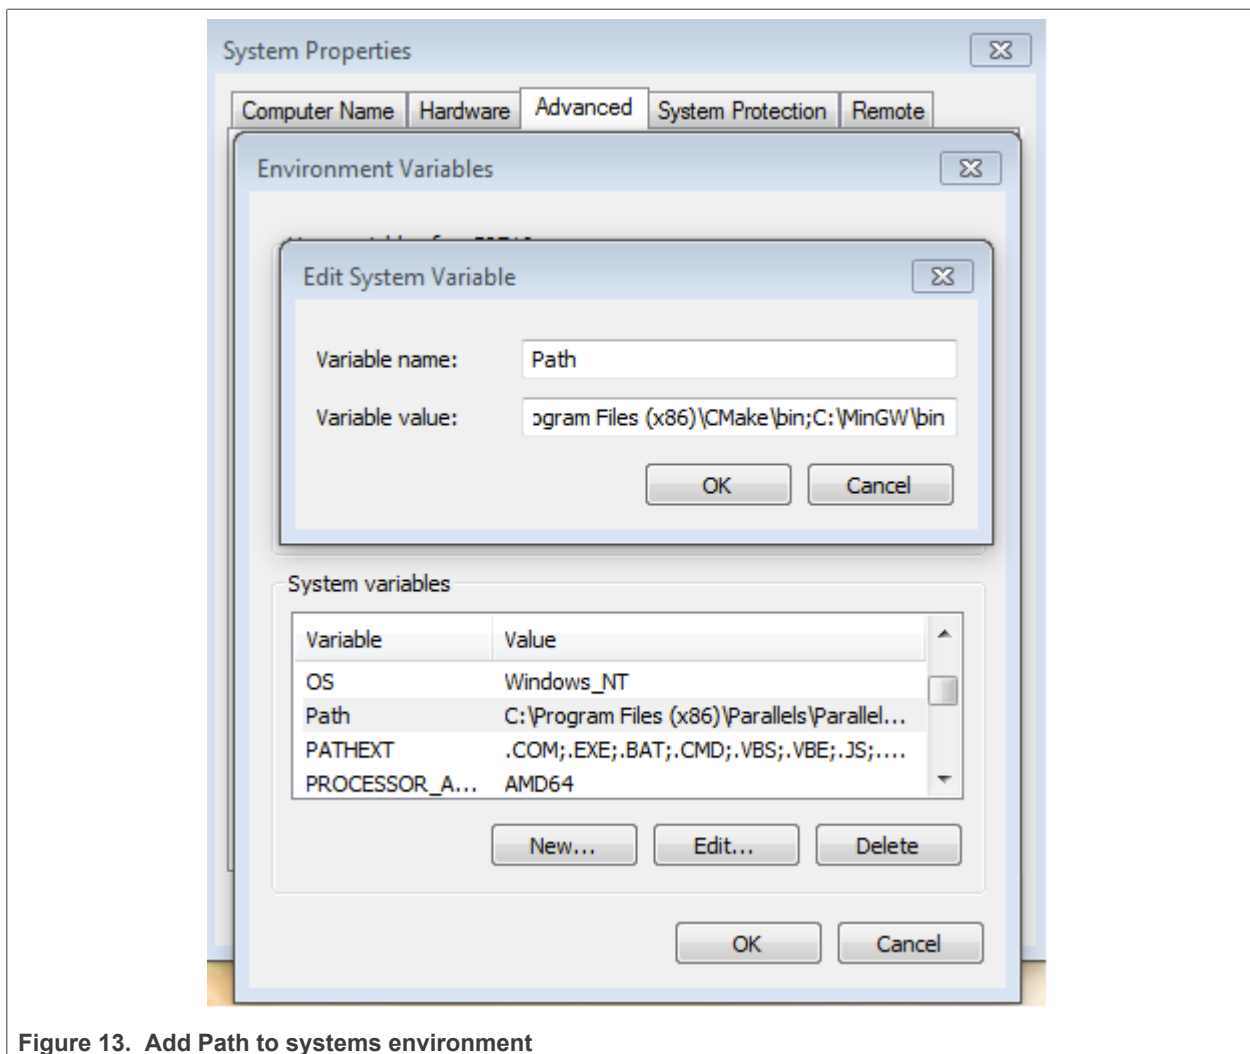 System Properties
Computer Name Hardware Advanced System Protection Remote
Environment Variables
Edit System Variable
Variable name: Path
Variable value: ogram Files (x86)\CMake\bin;C:\MinGW\bin
OK Cancel
System variables
Variable Value
OS Windows_NT
Path C:\Program Files (x86)\Parallels\Parallel...
PATHEXT .COM;.EXE;.BAT;.CMD;.VBS;.VBE;.JS;....
PROCESSOR_A... AMD64
New... Edit... Delete
OK Cancel
Figure 13. Add Path to systems environment